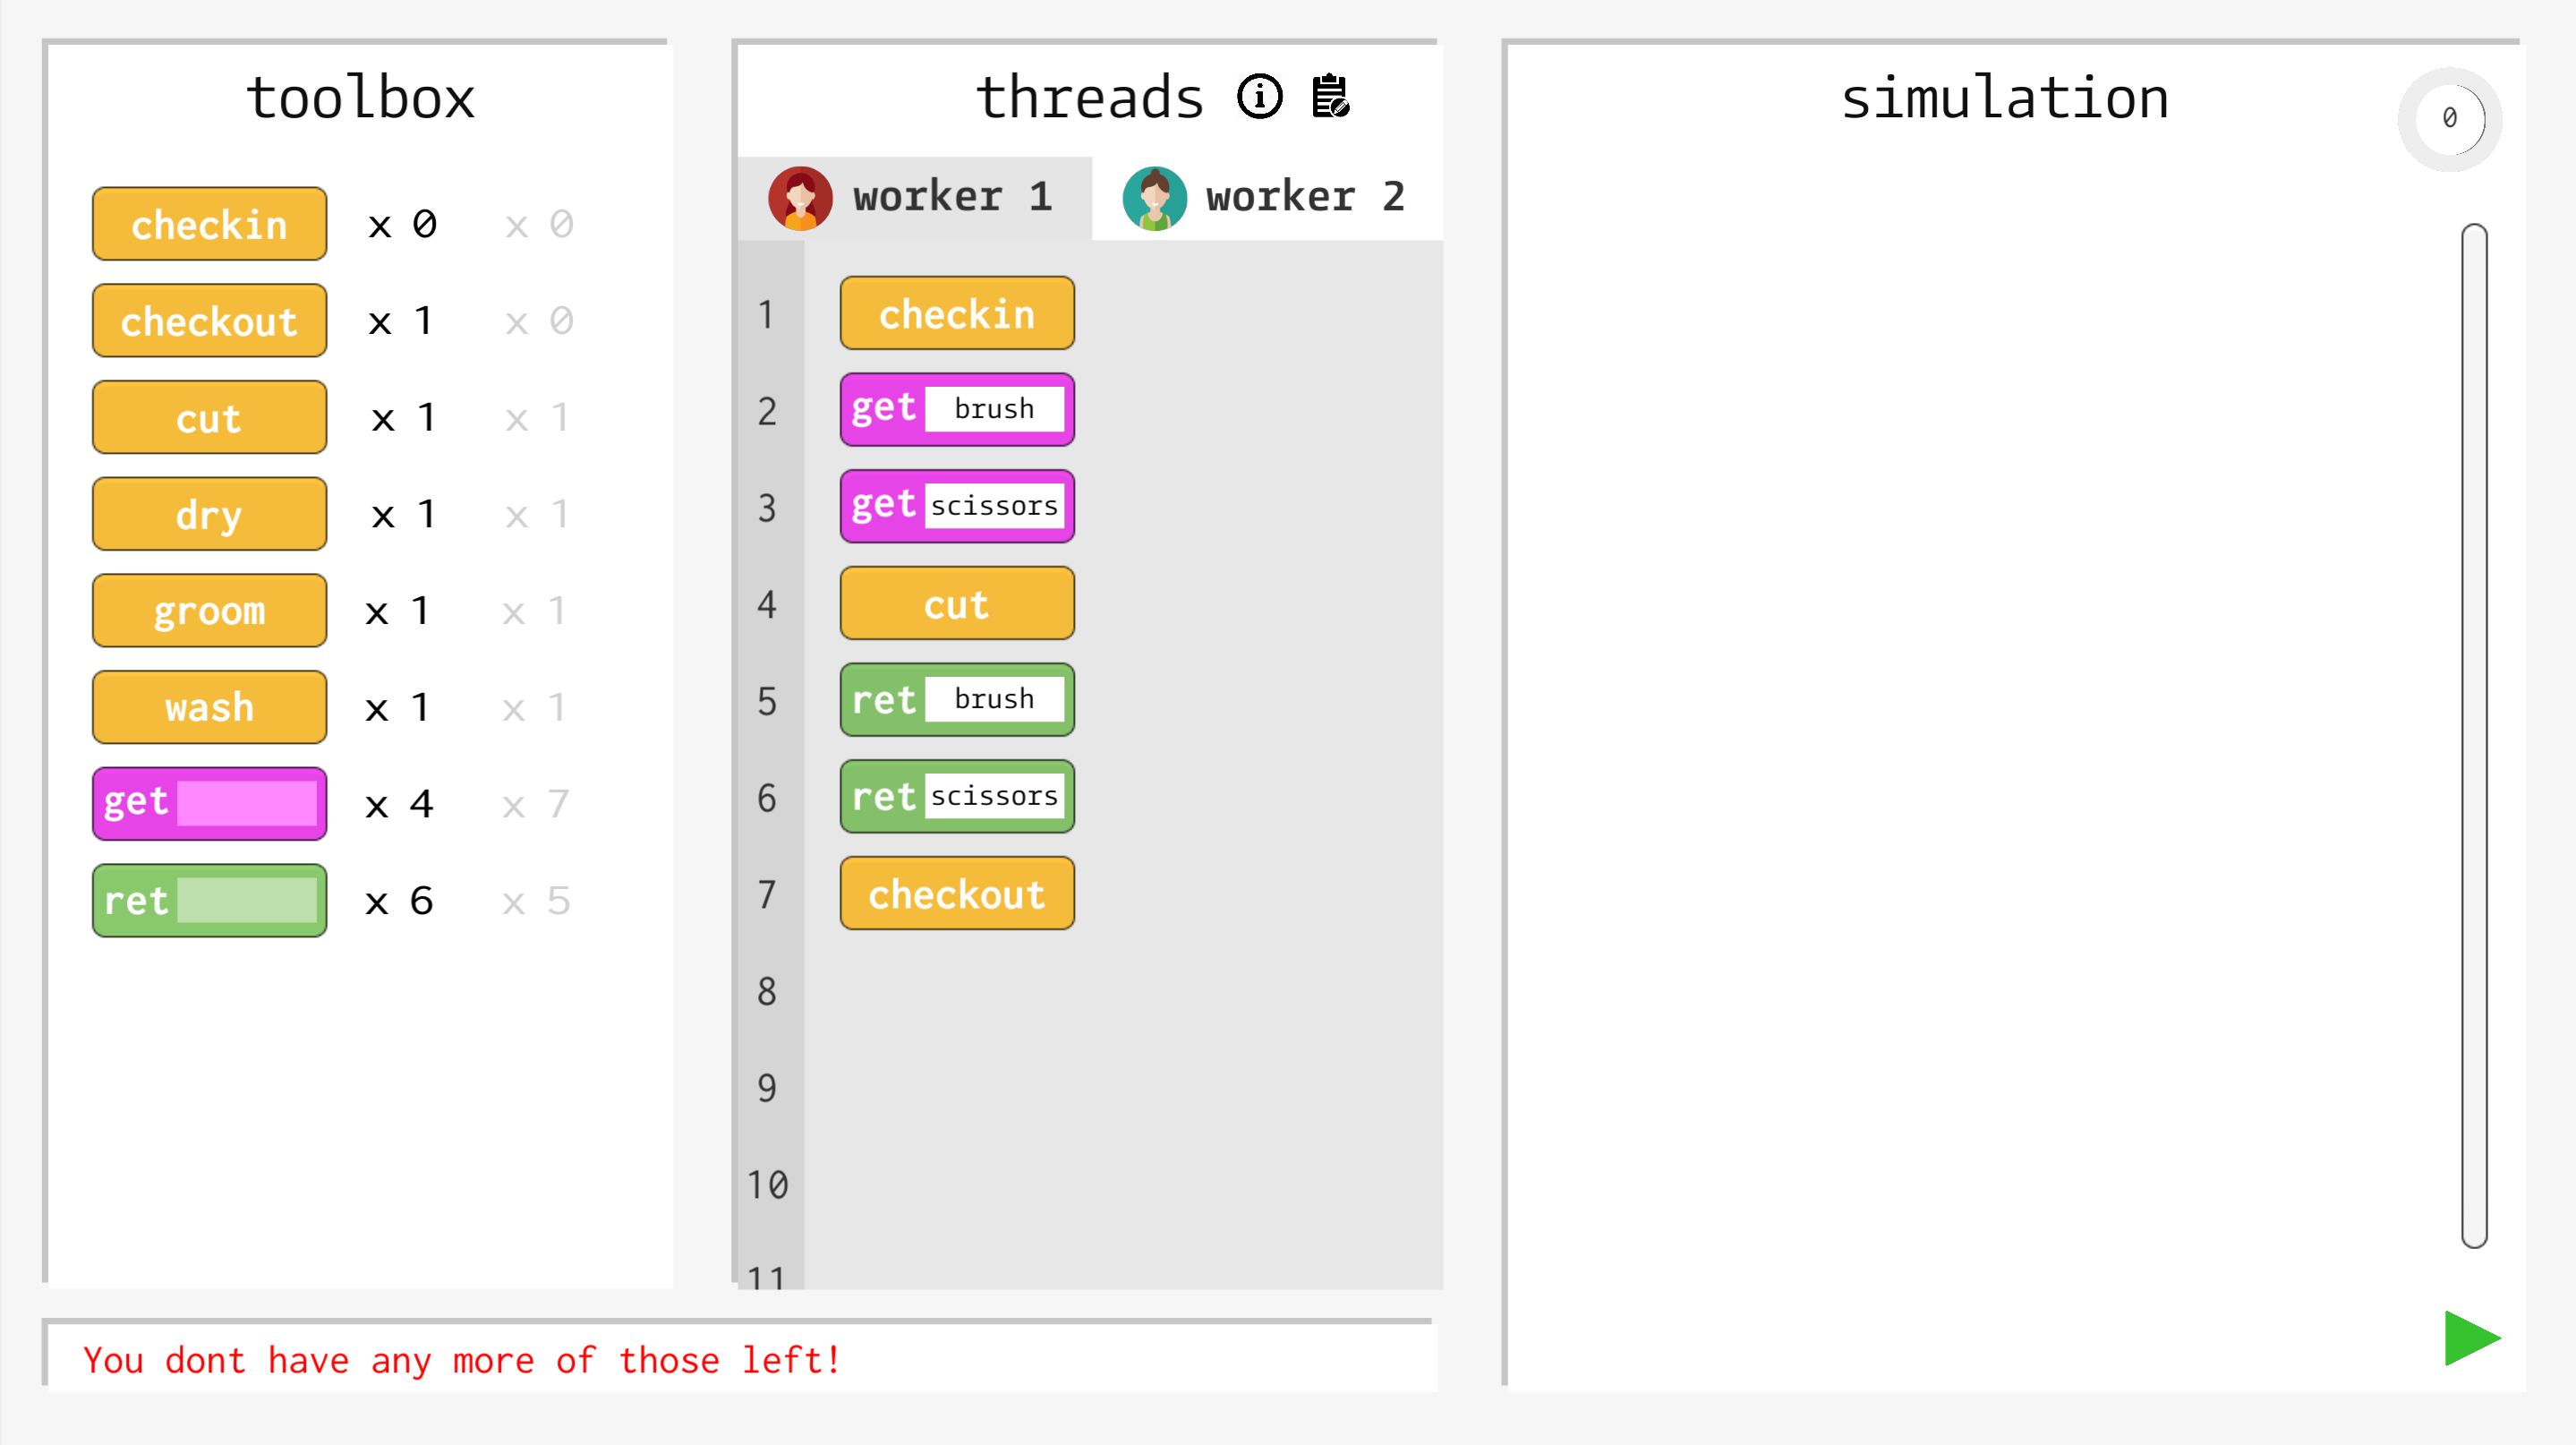 toolbox
checkin x 0 x 0
checkout x 1 x 0
cut x 1 x 1
dry x 1 x 1
groom x 1 x 1
wash x 1 x 1
get x 4 x 7
ret x 6 x 5
threads
worker 1 worker 2
1 checkin
2 get brush
3 get scissors
4 cut
5 ret brush
6 ret scissors
7 checkout
8
9
10
11
You dont have any more of those left!
simulation
0